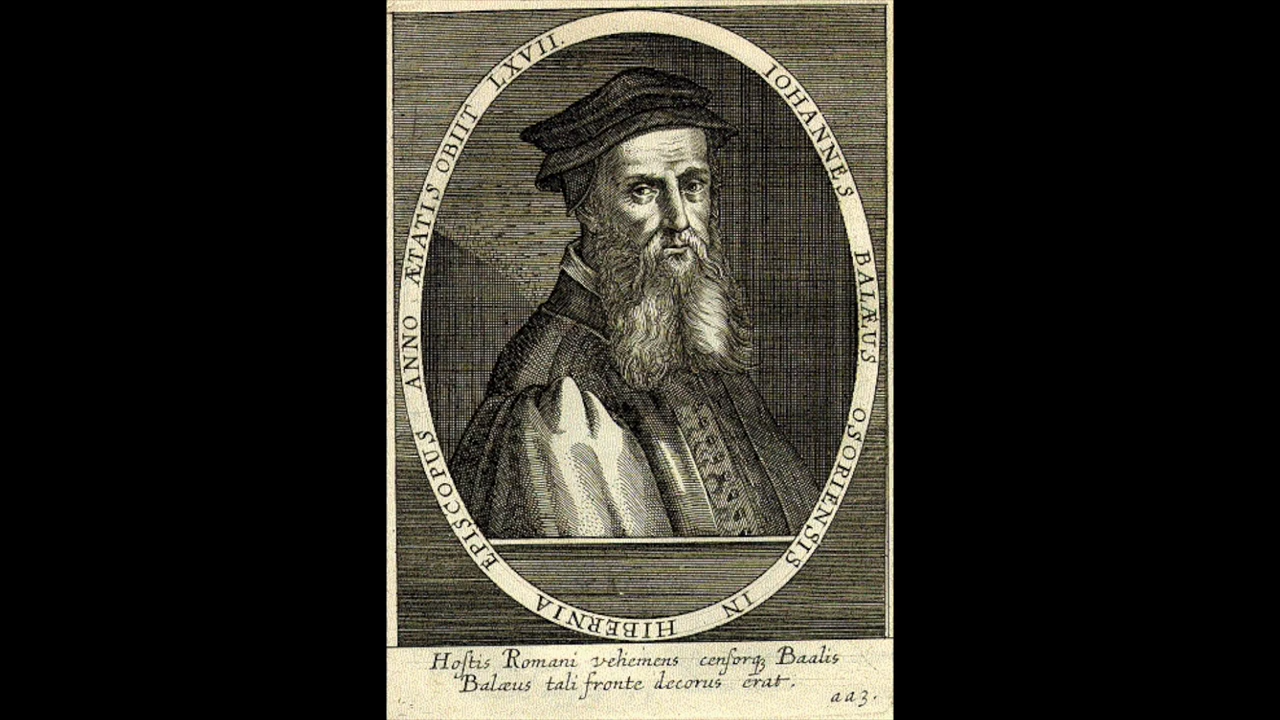 IOHANNES BALÆUS OSORIENSIS IN HIBERNIA EPISCOPUS ANNO ÆTATIS OBIIT LXVII.
Hoſtis Romani vehemens cenſorq; Baalis
Balæus tali fronte decorus erat.
aa3.